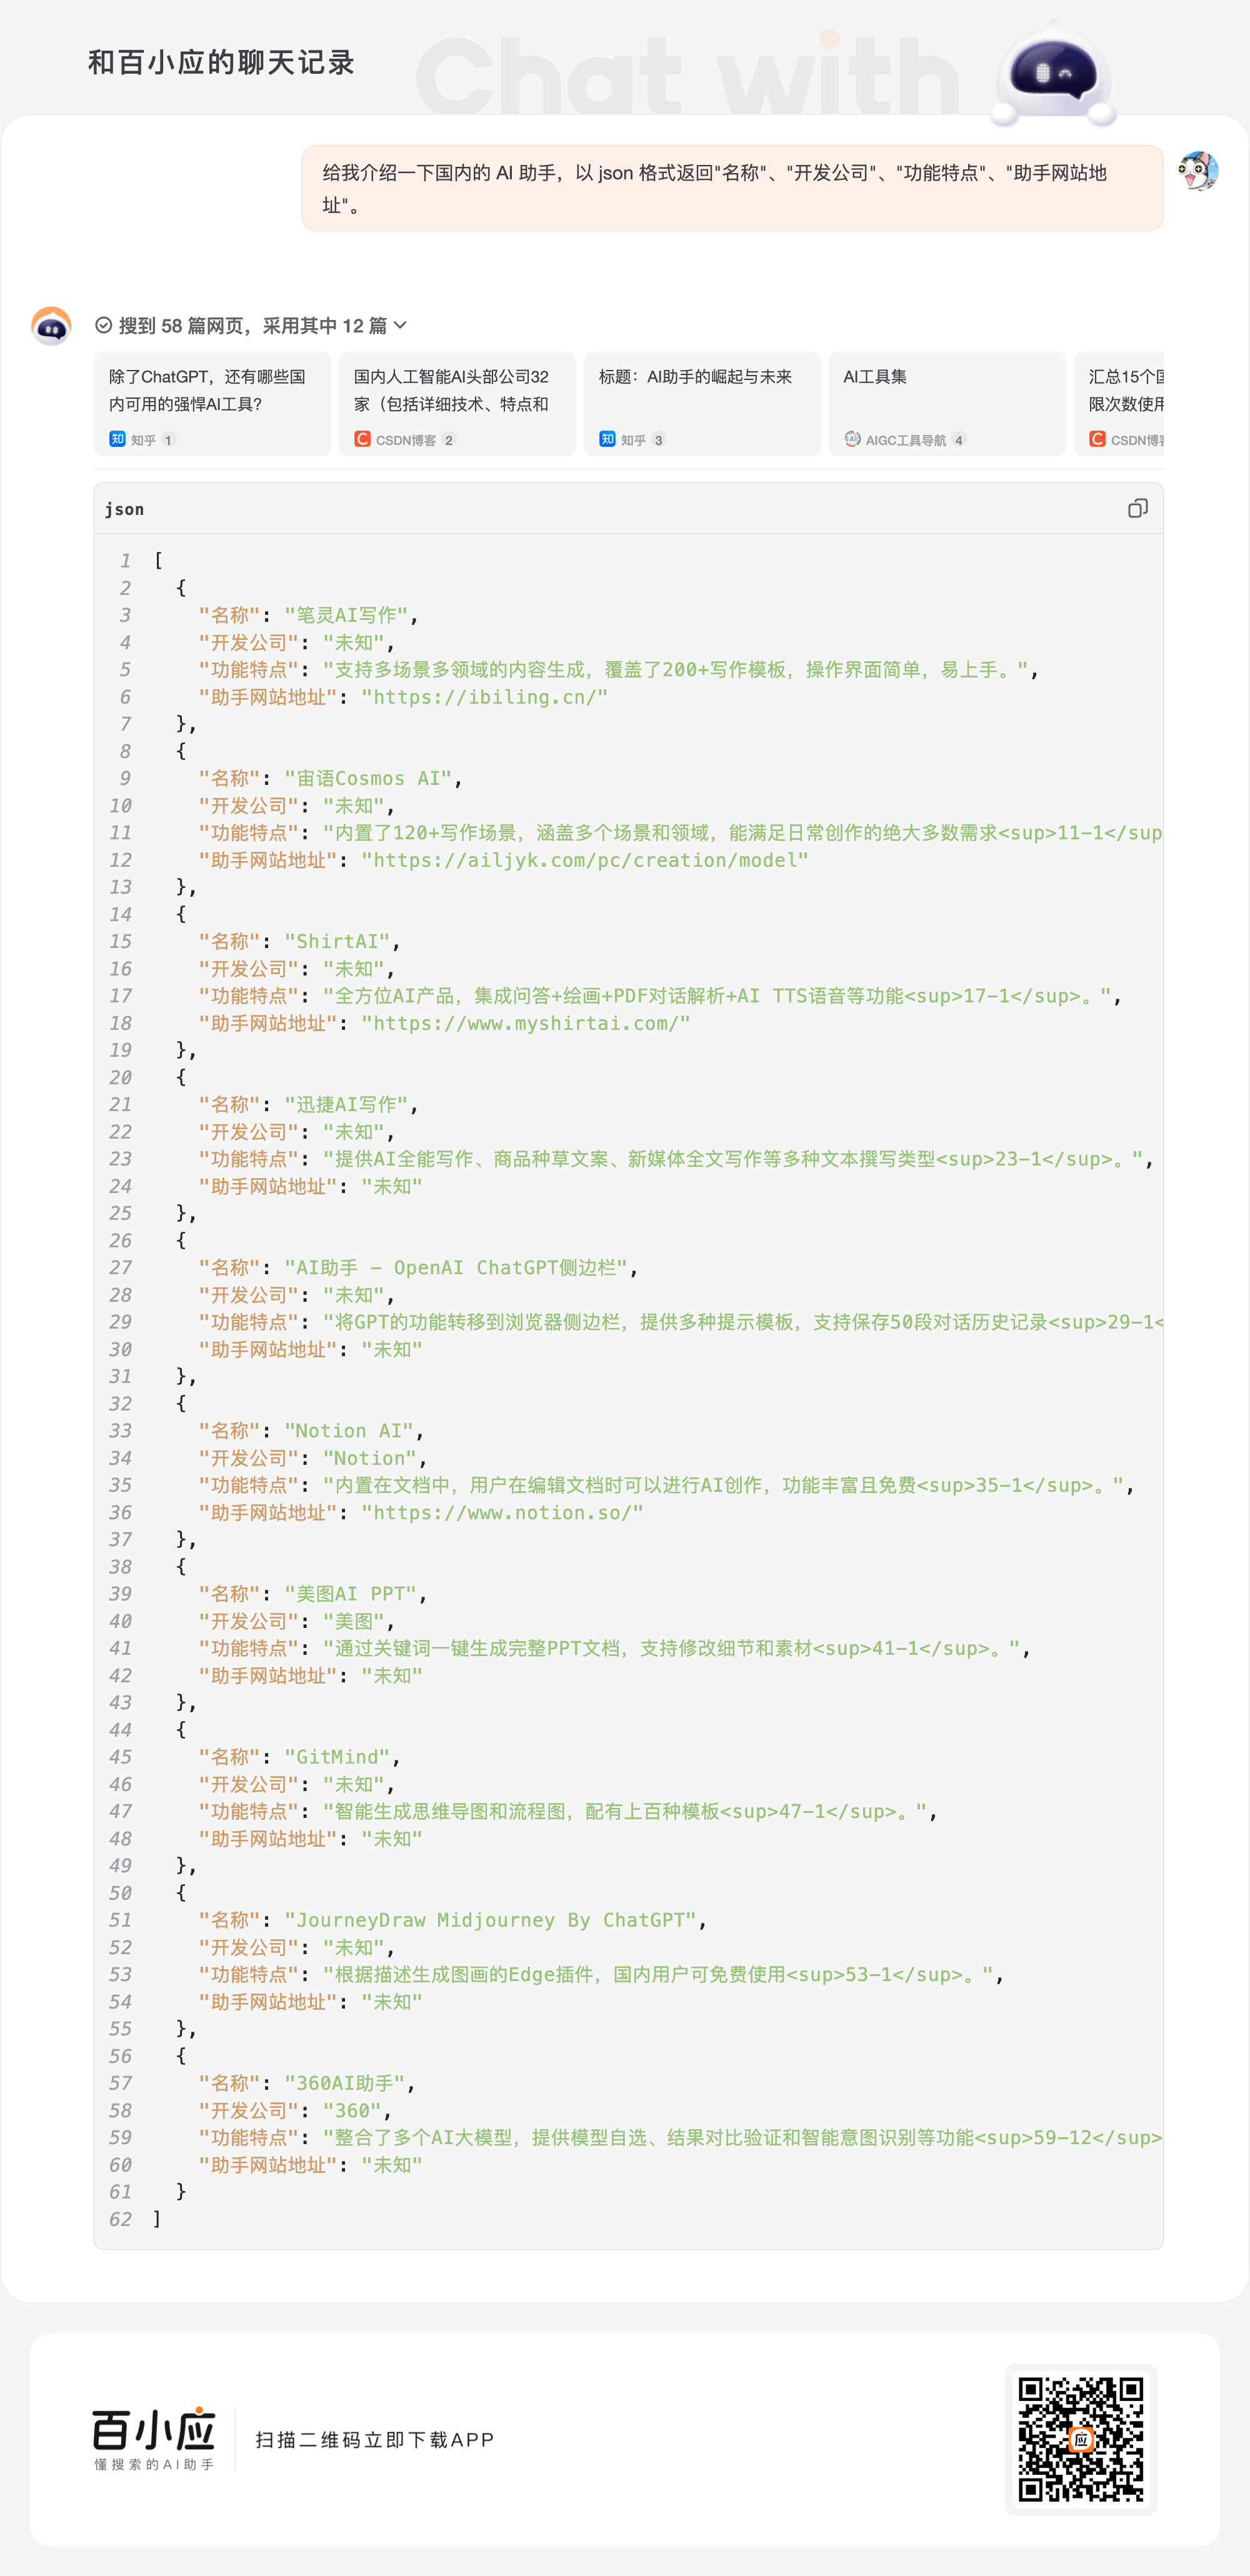 和百小应的聊天记录
Chat with
给我介绍一下国内的 AI 助手，以 json 格式返回"名称"、"开发公司"、"功能特点"、"助手网站地
址"。
搜到 58 篇网页，采用其中 12 篇
除了ChatGPT，还有哪些国
内可用的强悍AI工具?
知乎 1
国内人工智能AI头部公司32
家（包括详细技术、特点和
CSDN博客 2
标题：AI助手的崛起与未来
知乎 3
AI工具集
AIGC工具导航 4
汇总15个
限次数使用
CSDN博
json
1 [
2 {
3 "名称": "笔灵AI写作",
4 "开发公司": "未知",
5 "功能特点": "支持多场景多领域的内容生成，覆盖了200+写作模板，操作界面简单，易上手。",
6 "助手网站地址": "https://ibiling.cn/"
7 },
8 {
9 "名称": "宙语Cosmos AI",
10 "开发公司": "未知",
11 "功能特点": "内置了120+写作场景，涵盖多个场景和领域，能满足日常创作的绝大多数需求<sup>11-1</sup
12 "助手网站地址": "https://ailjyk.com/pc/creation/model"
13 },
14 {
15 "名称": "ShirtAI",
16 "开发公司": "未知",
17 "功能特点": "全方位AI产品，集成问答+绘画+PDF对话解析+AI TTS语音等功能<sup>17-1</sup>。",
18 "助手网站地址": "https://www.myshirtai.com/"
19 },
20 {
21 "名称": "迅捷AI写作",
22 "开发公司": "未知",
23 "功能特点": "提供AI全能写作、商品种草文案、新媒体全文写作等多种文本撰写类型<sup>23-1</sup>。",
24 "助手网站地址": "未知"
25 },
26 {
27 "名称": "AI助手 - OpenAI ChatGPT侧边栏",
28 "开发公司": "未知",
29 "功能特点": "将GPT的功能转移到浏览器侧边栏，提供多种提示模板，支持保存50段对话历史记录<sup>29-1<
30 "助手网站地址": "未知"
31 },
32 {
33 "名称": "Notion AI",
34 "开发公司": "Notion",
35 "功能特点": "内置在文档中，用户在编辑文档时可以进行AI创作，功能丰富且免费<sup>35-1</sup>。",
36 "助手网站地址": "https://www.notion.so/"
37 },
38 {
39 "名称": "美图AI PPT",
40 "开发公司": "美图",
41 "功能特点": "通过关键词一键生成完整PPT文档，支持修改细节和素材<sup>41-1</sup>。",
42 "助手网站地址": "未知"
43 },
44 {
45 "名称": "GitMind",
46 "开发公司": "未知",
47 "功能特点": "智能生成思维导图和流程图，配有上百种模板<sup>47-1</sup>。",
48 "助手网站地址": "未知"
49 },
50 {
51 "名称": "JourneyDraw Midjourney By ChatGPT",
52 "开发公司": "未知",
53 "功能特点": "根据描述生成图画的Edge插件，国内用户可免费使用<sup>53-1</sup>。",
54 "助手网站地址": "未知"
55 },
56 {
57 "名称": "360AI助手",
58 "开发公司": "360",
59 "功能特点": "整合了多个AI大模型，提供模型自选、结果对比验证和智能意图识别等功能<sup>59-12</sup>
60 "助手网站地址": "未知"
61 }
62 ]
百小应
懂搜索的AI助手
扫描二维码立即下载APP
应